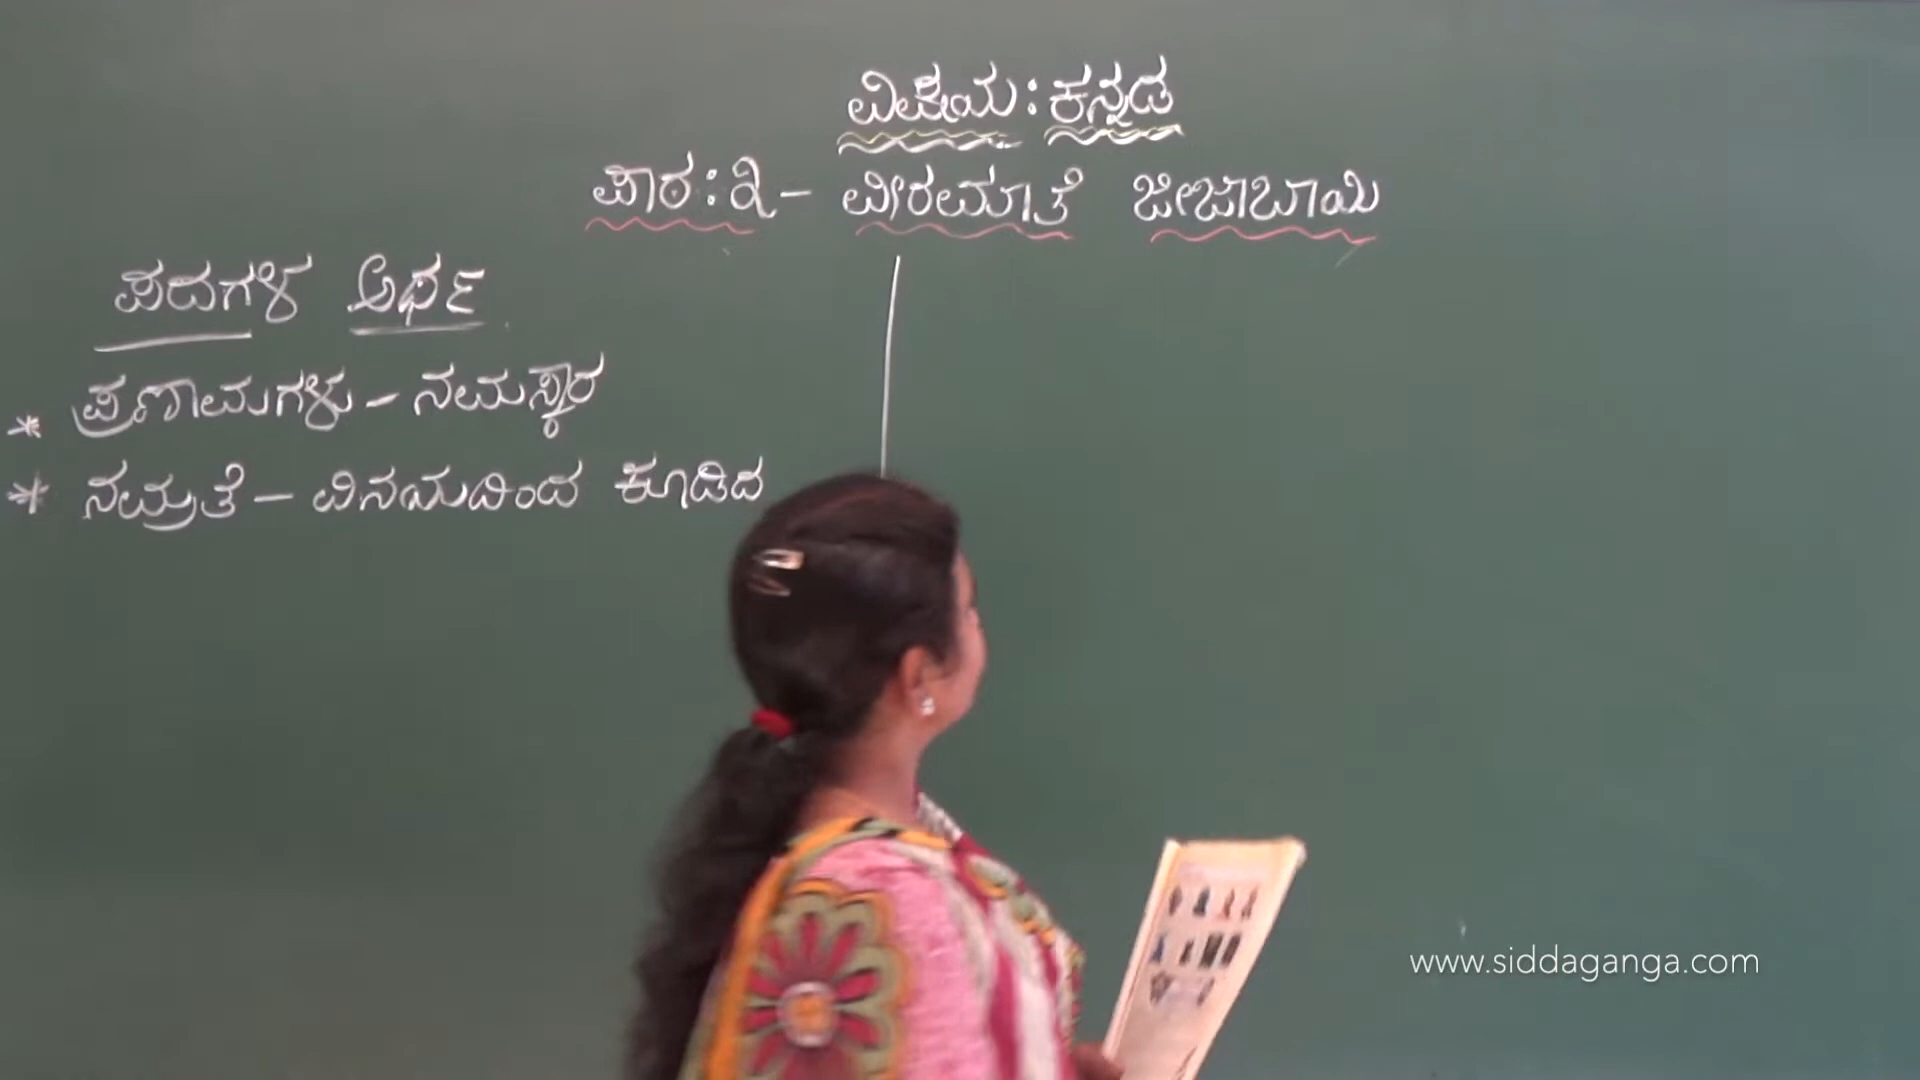 ವಿಷಯ : ಕನ್ನಡ
ಪಾಠ : ೩ - ವೀರಮಾತೆ ಜೀಜಾಬಾಯಿ
ಪದಗಳ ಅರ್ಥ
* ಪ್ರಣಾಮಗಳು - ನಮಸ್ಕಾರ
* ನಮ್ರತೆ - ವಿನಯದಿಂದ ಕೂಡಿದ
www.siddaganga.com